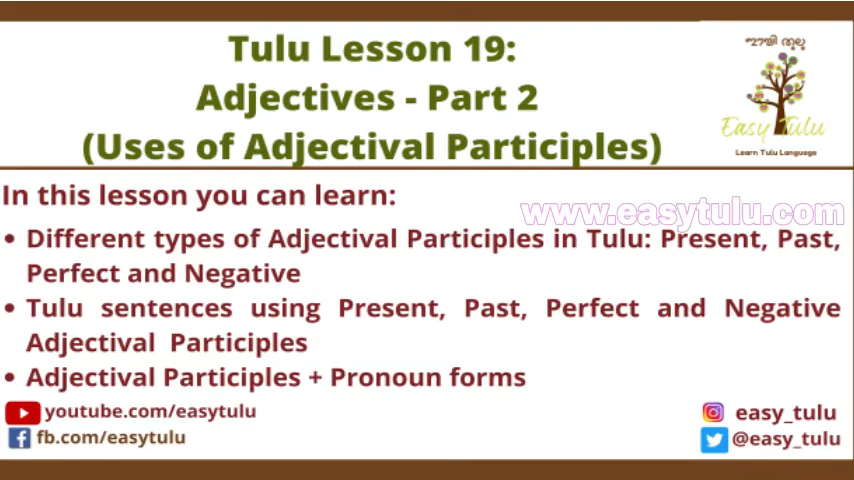 Tulu Lesson 19:
Adjectives - Part 2
(Uses of Adjectival Participles)
Easy Tulu
Learn Tulu Language
In this lesson you can learn:
www.easytulu.com
• Different types of Adjectival Participles in Tulu: Present, Past,
Perfect and Negative
• Tulu sentences using Present, Past, Perfect and Negative
Adjectival Participles
• Adjectival Participles + Pronoun forms
youtube.com/easytulu
easy_tulu
fb.com/easytulu
@easy_tulu